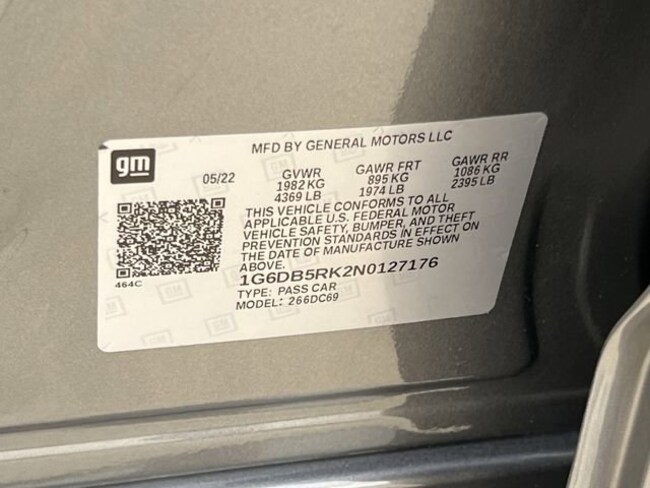 MFD BY GENERAL MOTORS LLC
gm
05/22 GVWR GAWR FRT GAWR RR
1982 KG 895 KG 1086 KG
4369 LB 1974 LB 2395 LB
THIS VEHICLE CONFORMS TO ALL
APPLICABLE U.S. FEDERAL MOTOR
VEHICLE SAFETY, BUMPER, AND THEFT
PREVENTION STANDARDS IN EFFECT ON
THE DATE OF MANUFACTURE SHOWN
ABOVE.
464C
1G6DB5RK2N0127176
TYPE: PASS CAR
MODEL: 266DC69